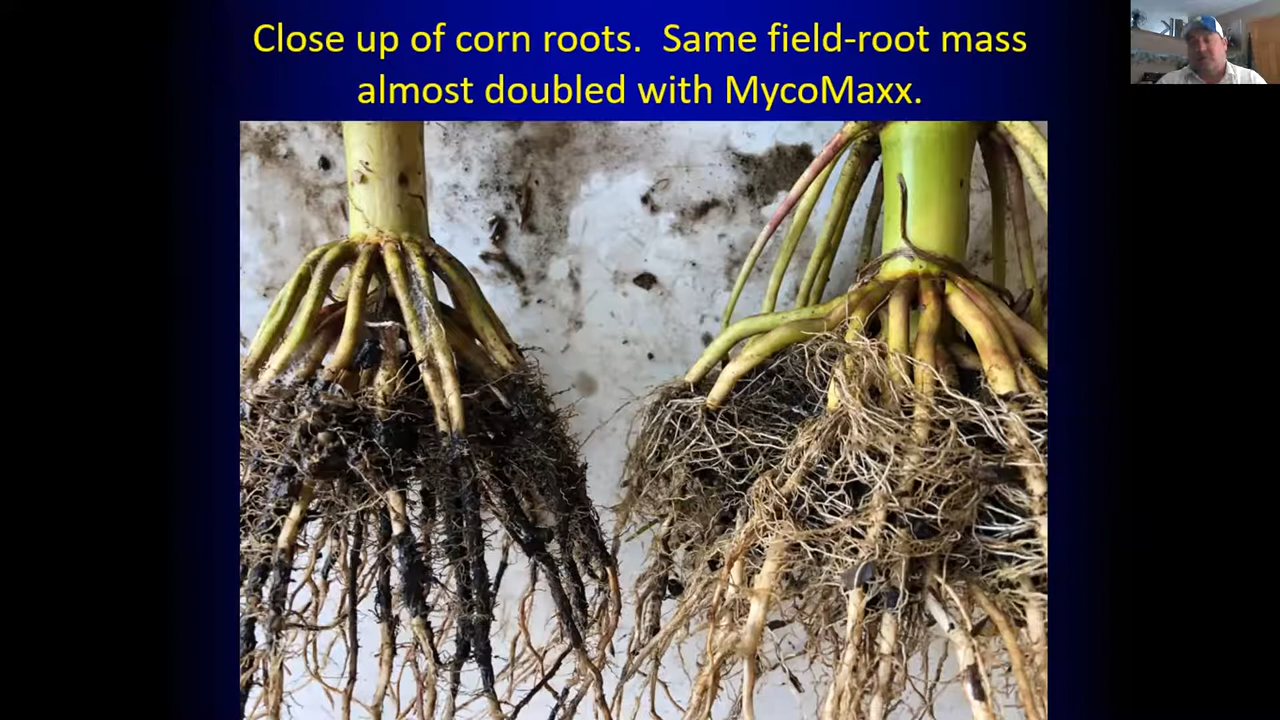 Close up of corn roots.  Same field-root mass
almost doubled with MycoMaxx.